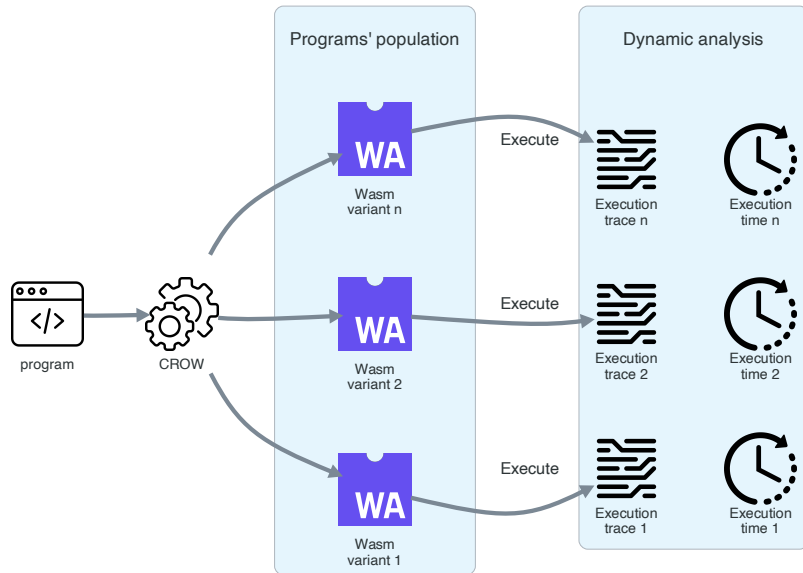 Programs' population
Dynamic analysis
WA
Execute
Wasm
variant n
Execution
trace n
Execution
time n
</>
program
CROW
WA
Execute
Wasm
variant 2
Execution
trace 2
Execution
time 2
WA
Execute
Wasm
variant 1
Execution
trace 1
Execution
time 1